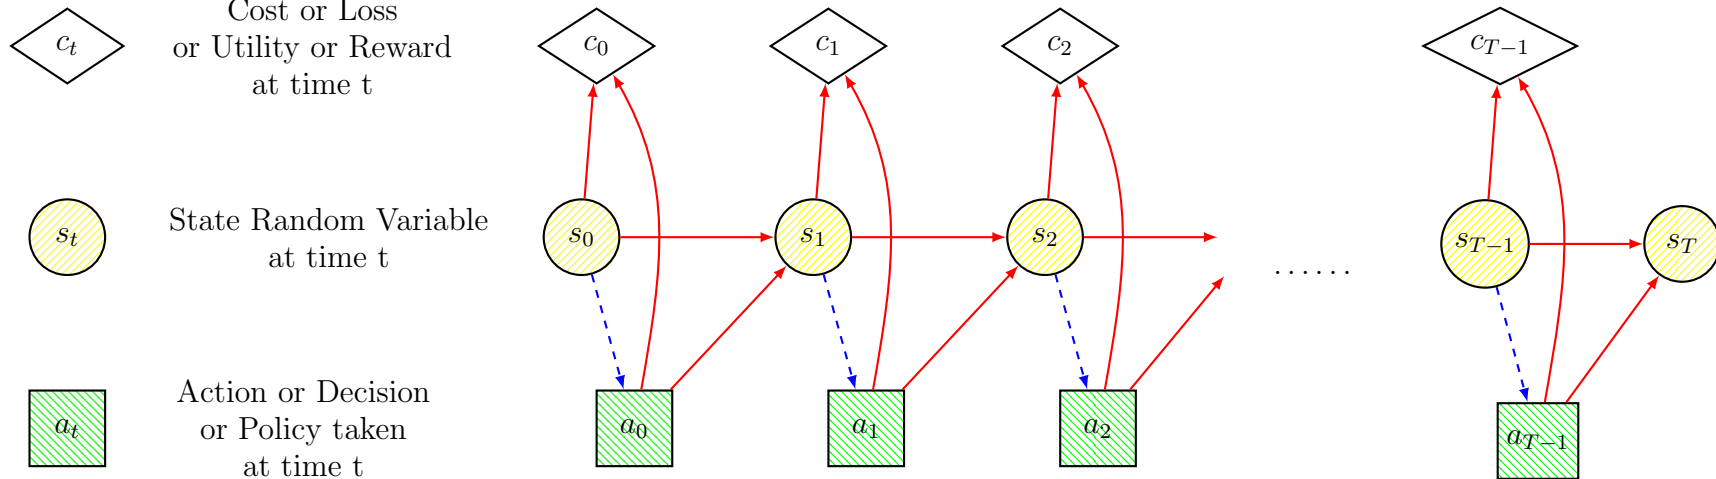 Cost or Loss
or Utility or Reward
at time t
c_t
c_0
c_1
c_2
c_{T-1}
State Random Variable
at time t
s_t
s_0
s_1
s_2
......
s_{T-1}
s_T
Action or Decision
or Policy taken
at time t
a_t
a_0
a_1
a_2
a_{T-1}